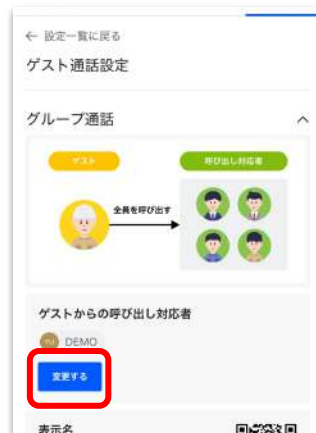 ← 設定一覧に戻る
ゲスト通話設定
グループ通話
ゲスト
呼び出し対応者
全員を呼び出す
ゲストからの呼び出し対応者
YU DEMO
変更する
表示名